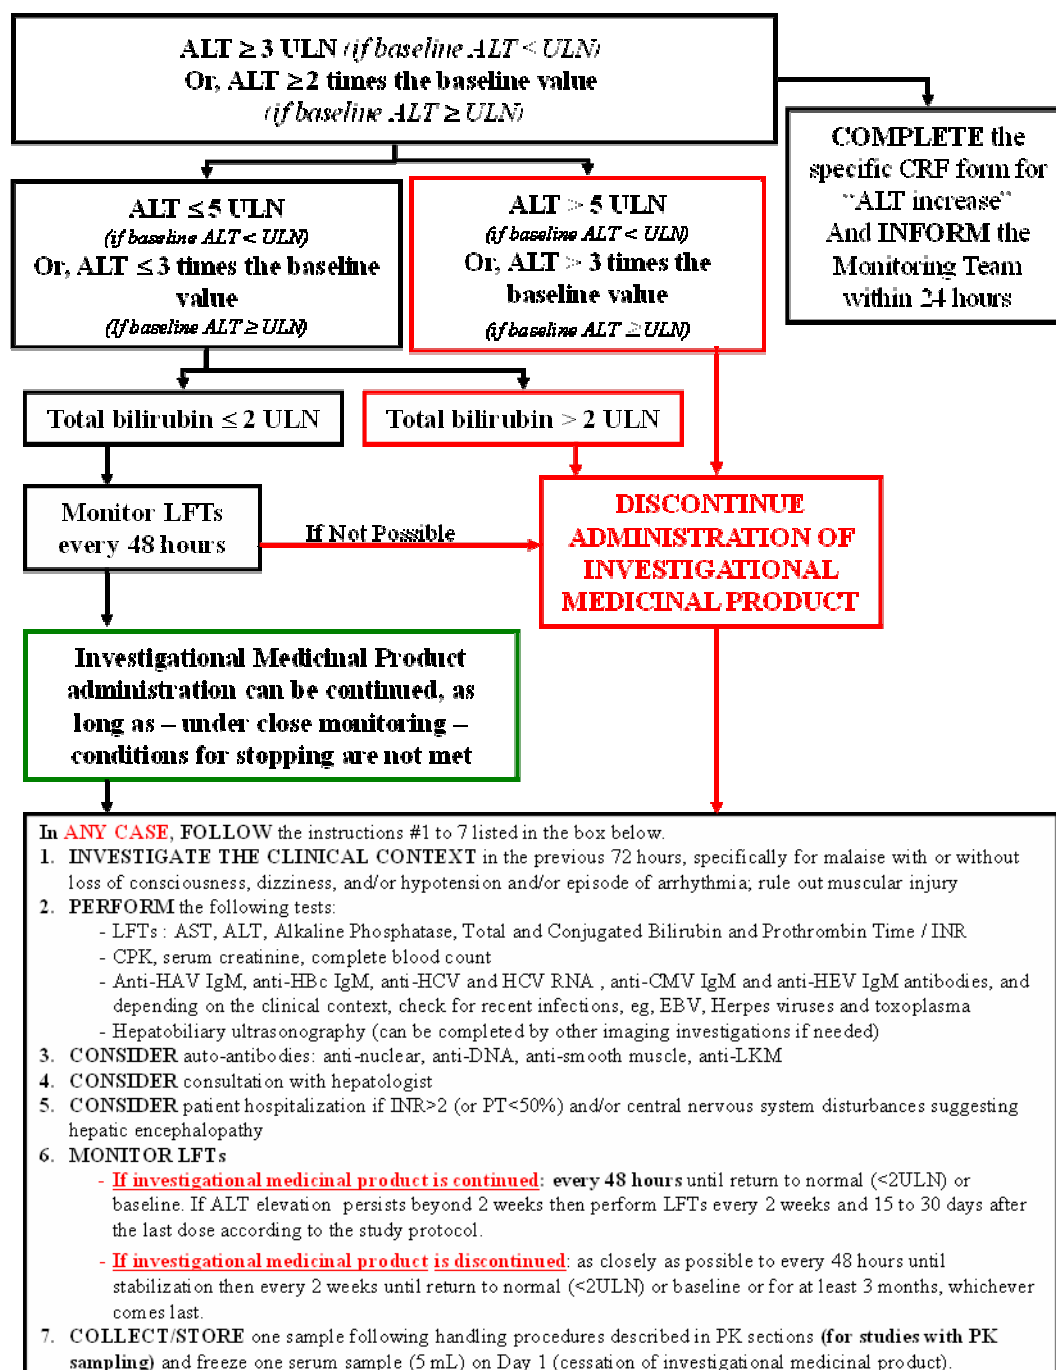 ALT ≥ 3 ULN (if baseline ALT < ULN)
Or, ALT ≥2 times the baseline value
(if baseline ALT ≥ ULN)
COMPLETE the
specific CRF form for
“ALT increase”
And INFORM the
Monitoring Team
within 24 hours
ALT ≤ 5 ULN
(if baseline ALT < ULN)
Or, ALT ≤ 3 times the baseline
value
(If baseline ALT ≥ ULN)
ALT > 5 ULN
(if baseline ALT < ULN)
Or, ALT > 3 times the
baseline value
(if baseline ALT ≥ULN)
Total bilirubin ≤ 2 ULN
Total bilirubin > 2 ULN
Monitor LFTs
every 48 hours
If Not Possible
DISCONTINUE
ADMINISTRATION OF
INVESTIGATIONAL
MEDICINAL PRODUCT
Investigational Medicinal Product
administration can be continued, as
long as – under close monitoring –
conditions for stopping are not met
In ANY CASE, FOLLOW the instructions #1 to 7 listed in the box below.
1. INVESTIGATE THE CLINICAL CONTEXT in the previous 72 hours, specifically for malaise with or without
loss of consciousness, dizziness, and/or hypotension and/or episode of arrhythmia; rule out muscular injury
2. PERFORM the following tests:
- LFTs : AST, ALT, Alkaline Phosphatase, Total and Conjugated Bilirubin and Prothrombin Time / INR
- CPK, serum creatinine, complete blood count
- Anti-HAV IgM, anti-HBc IgM, anti-HCV and HCV RNA , anti-CMV IgM and anti-HEV IgM antibodies, and
depending on the clinical context, check for recent infections, eg, EBV, Herpes viruses and toxoplasma
- Hepatobiliary ultrasonography (can be completed by other imaging investigations if needed)
3. CONSIDER auto-antibodies: anti-nuclear, anti-DNA, anti-smooth muscle, anti-LKM
4. CONSIDER consultation with hepatologist
5. CONSIDER patient hospitalization if INR>2 (or PT<50%) and/or central nervous system disturbances suggesting
hepatic encephalopathy
6. MONITOR LFTs
- If investigational medicinal product is continued: every 48 hours until return to normal (<2ULN) or
baseline. If ALT elevation persists beyond 2 weeks then perform LFTs every 2 weeks and 15 to 30 days after
the last dose according to the study protocol.
- If investigational medicinal product is discontinued: as closely as possible to every 48 hours until
stabilization then every 2 weeks until return to normal (<2ULN) or baseline or for at least 3 months, whichever
comes last.
7. COLLECT/STORE one sample following handling procedures described in PK sections (for studies with PK
sampling) and freeze one serum sample (5 mL) on Day 1 (cessation of investigational medicinal product).